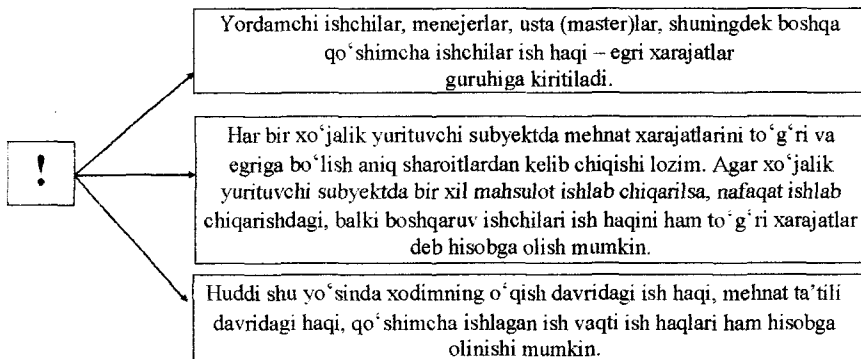 Yordamchi ishchilar, menejerlar, usta (master)lar, shuningdek boshqa
qo‘shimcha ishchilar ish haqi – egri xarajatlar
guruhiga kiritiladi.
!
Har bir xo‘jalik yurituvchi subyektda mehnat xarajatlarini to‘g‘ri va
egriga bo‘lish aniq sharoitlardan kelib chiqishi lozim. Agar xo‘jalik
yurituvchi subyektda bir xil mahsulot ishlab chiqarilsa, nafaqat ishlab
chiqarishdagi, balki boshqaruv ishchilari ish haqini ham to‘g‘ri xarajatlar
deb hisobga olish mumkin.
Huddi shu yo‘sinda xodimning o‘qish davridagi ish haqi, mehnat ta’tili
davridagi haqi, qo‘shimcha ishlagan ish vaqti ish haqlari ham hisobga
olinishi mumkin.